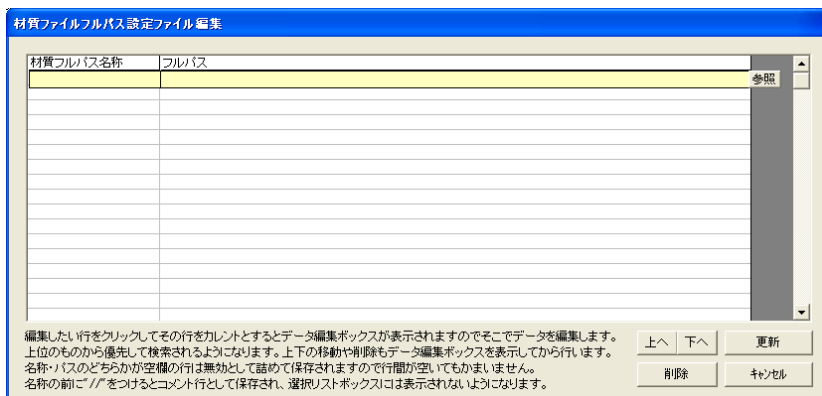 材質ファイルフルパス設定ファイル編集
材質フルパス名称 フルパス
参照
編集したい行をクリックしてその行をカレントとするとデータ編集ボックスが表示されますのでそこでデータを編集します。
上位のものから優先して検索されるようになります。上下の移動や削除もデータ編集ボックスを表示してから行います。
名称・パスのどちらかが空欄の行は無効として詰めて保存されますので行間が空いてもかまいません。
名称の前に"//"をつけるとコメント行として保存され、選択リストボックスには表示されないようになります。
上へ 下へ 更新
削除 キャンセル